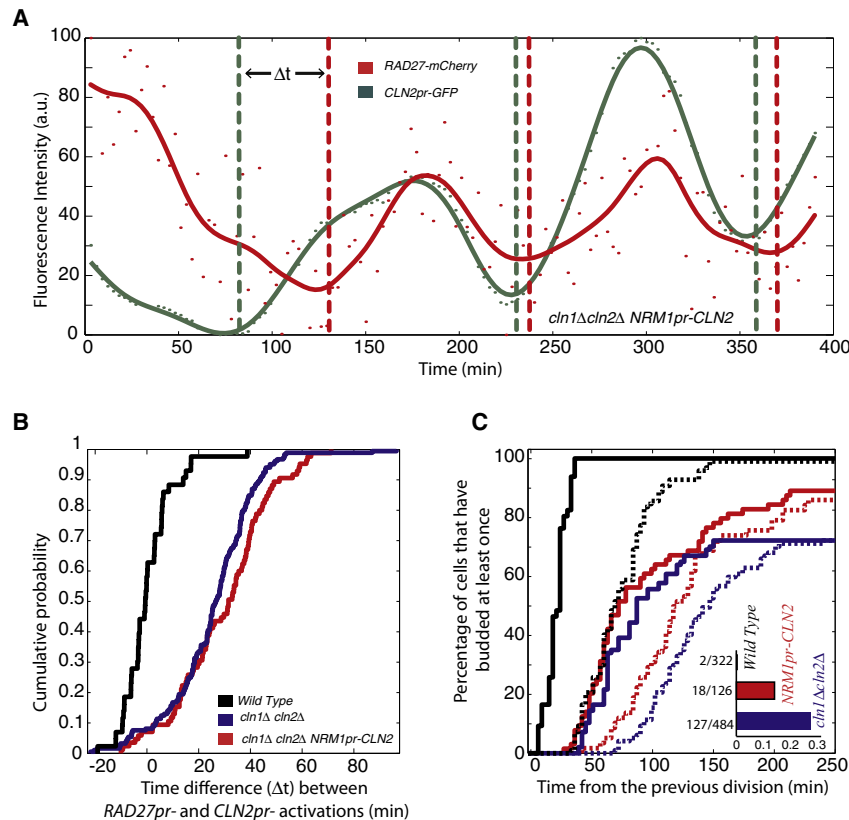 A
Fluorescence Intensity (a.u.)
100
80
60
40
20
0
Δt
RAD27-mCherry
CLN2pr-GFP
cln1Δcln2Δ NRM1pr-CLN2
0 50 100 150 200 250 300 350 400
Time (min)
B
Cumulative probability
1
0.9
0.8
0.7
0.6
0.5
0.4
0.3
0.2
0.1
0
Wild Type
cln1Δ cln2Δ
cln1Δ cln2Δ NRM1pr-CLN2
-20 0 20 40 60 80
Time difference (Δt) between
RAD27pr- and CLN2pr- activations (min)
C
Percentage of cells that have
budded at least once
100
80
60
40
20
0
2/322
18/126
127/484
Wild Type
NRM1pr-CLN2
cln1Δcln2Δ
0 0.1 0.2 0.3
0 50 100 150 200 250
Time from the previous division (min)